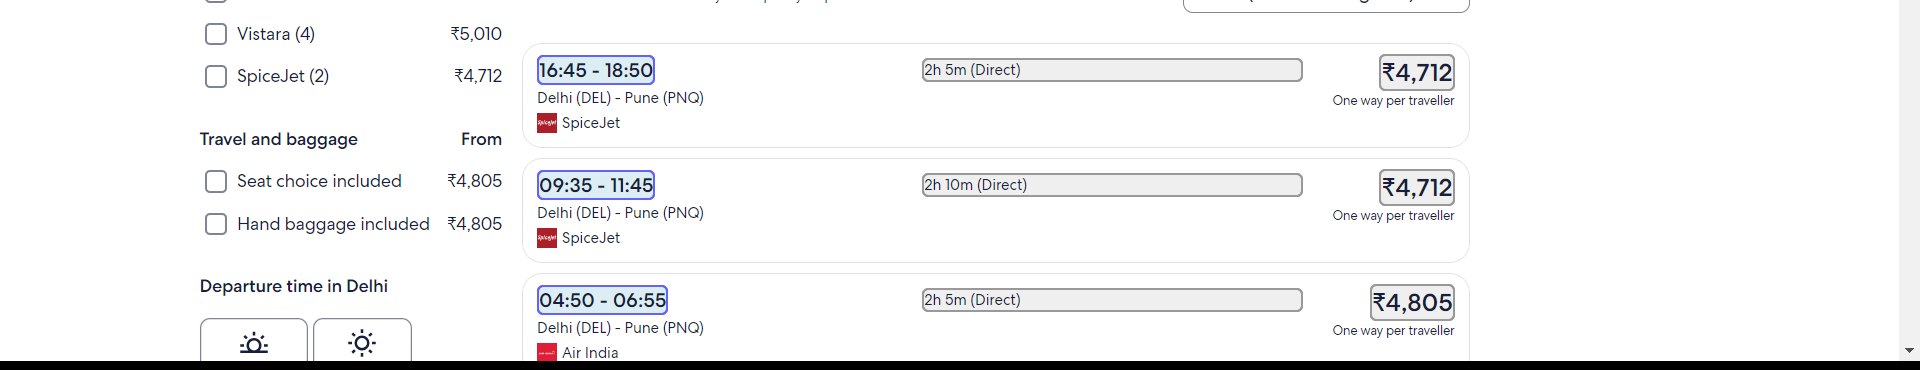 Vistara (4) ₹5,010
SpiceJet (2) ₹4,712
Travel and baggage From
Seat choice included ₹4,805
Hand baggage included ₹4,805
Departure time in Delhi
16:45 - 18:50 2h 5m (Direct) ₹4,712
Delhi (DEL) - Pune (PNQ) One way per traveller
SpiceJet
09:35 - 11:45 2h 10m (Direct) ₹4,712
Delhi (DEL) - Pune (PNQ) One way per traveller
SpiceJet
04:50 - 06:55 2h 5m (Direct) ₹4,805
Delhi (DEL) - Pune (PNQ) One way per traveller
Air India